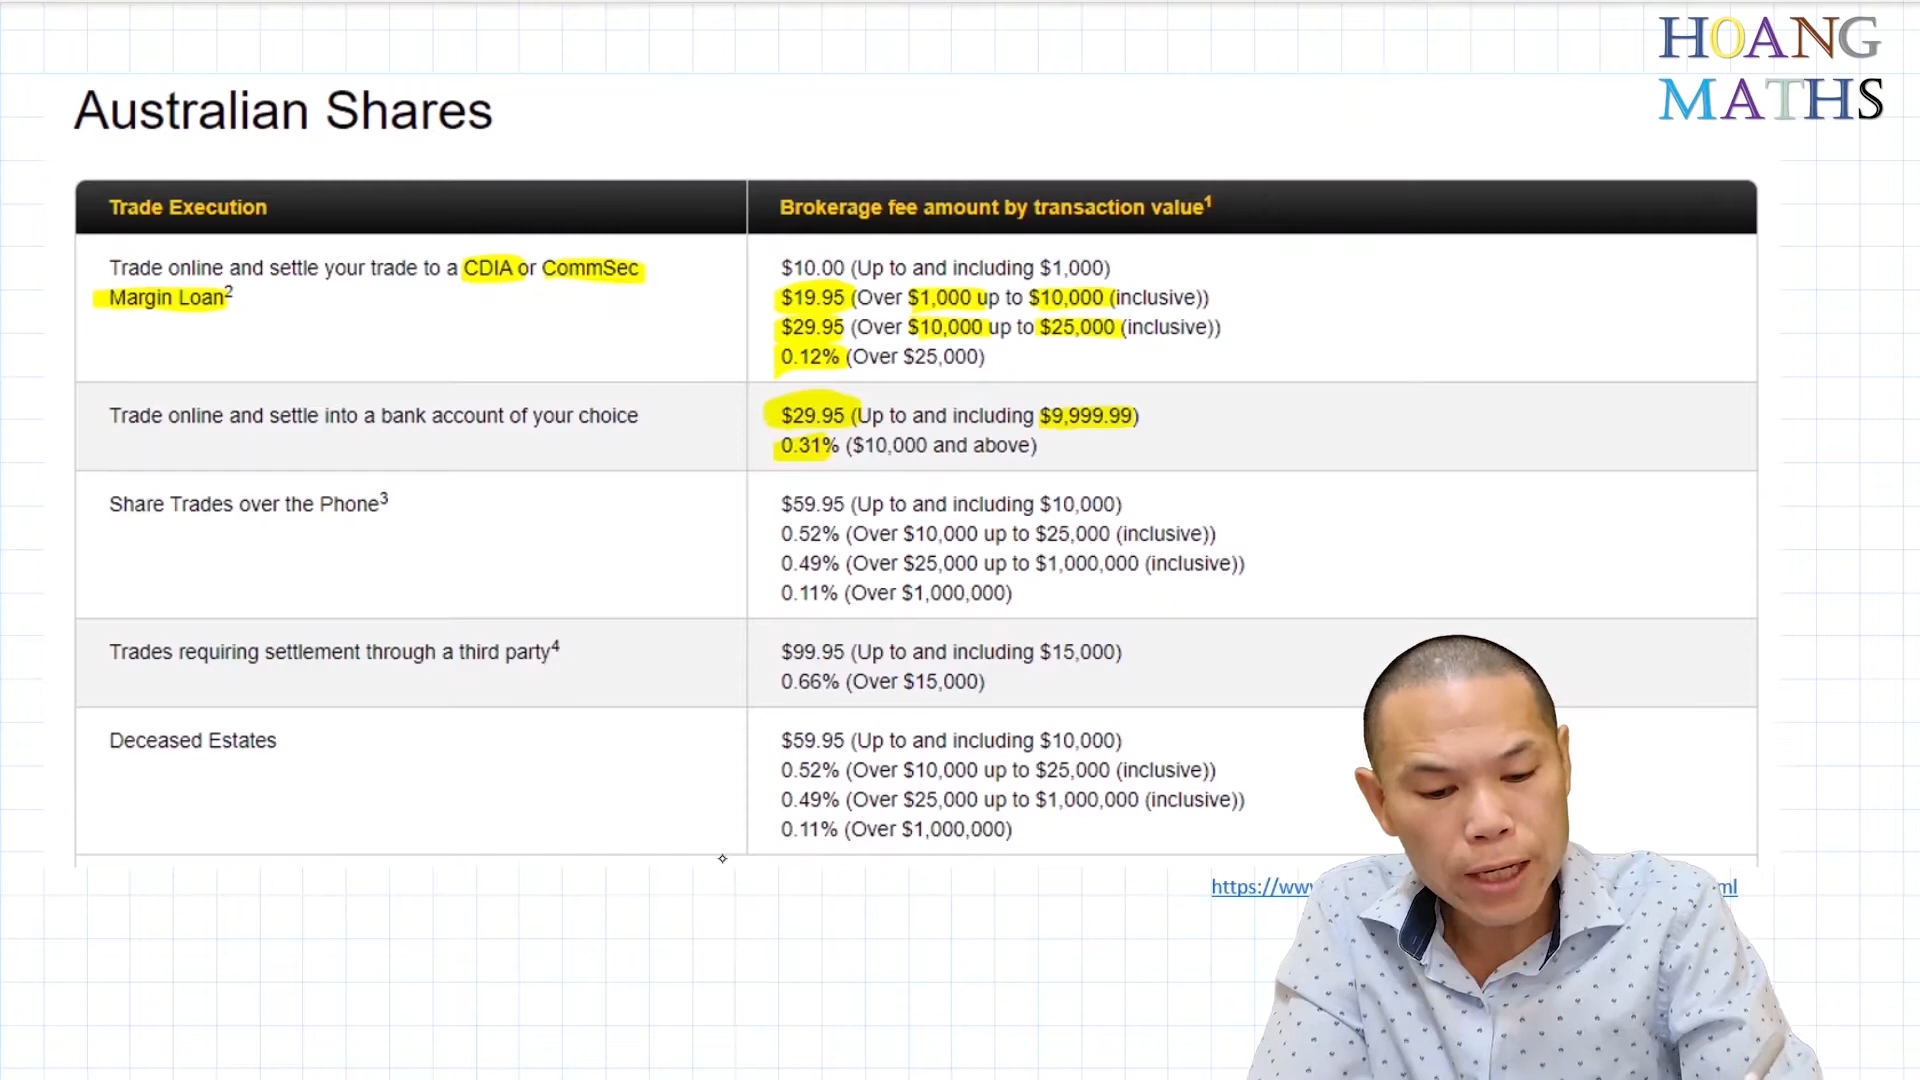 HOANG
MATHS
Australian Shares
Trade Execution
Brokerage fee amount by transaction value1
Trade online and settle your trade to a CDIA or CommSec
Margin Loan2
$10.00 (Up to and including $1,000)
$19.95 (Over $1,000 up to $10,000 (inclusive))
$29.95 (Over $10,000 up to $25,000 (inclusive))
0.12% (Over $25,000)
Trade online and settle into a bank account of your choice
$29.95 (Up to and including $9,999.99)
0.31% ($10,000 and above)
Share Trades over the Phone3
$59.95 (Up to and including $10,000)
0.52% (Over $10,000 up to $25,000 (inclusive))
0.49% (Over $25,000 up to $1,000,000 (inclusive))
0.11% (Over $1,000,000)
Trades requiring settlement through a third party4
$99.95 (Up to and including $15,000)
0.66% (Over $15,000)
Deceased Estates
$59.95 (Up to and including $10,000)
0.52% (Over $10,000 up to $25,000 (inclusive))
0.49% (Over $25,000 up to $1,000,000 (inclusive))
0.11% (Over $1,000,000)